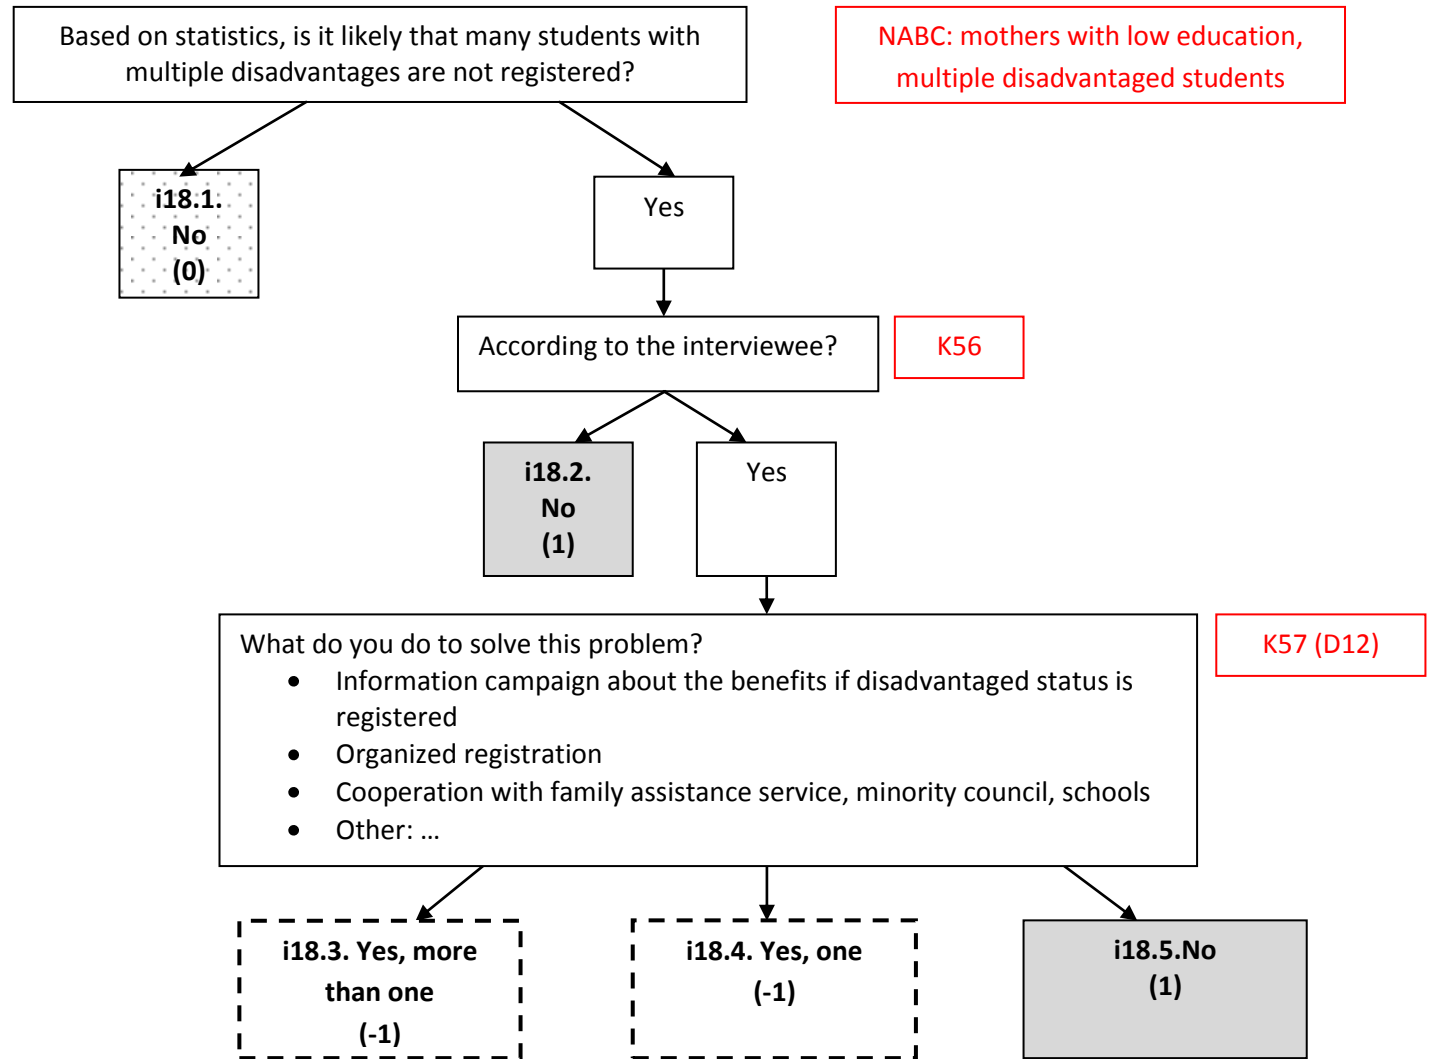 Based on statistics, is it likely that many students with
multiple disadvantages are not registered?
NABC: mothers with low education,
multiple disadvantaged students
i18.1.
No
(0)
Yes
According to the interviewee?
K56
i18.2.
No
(1)
Yes
What do you do to solve this problem?
• Information campaign about the benefits if disadvantaged status is
registered
• Organized registration
• Cooperation with family assistance service, minority council, schools
• Other: …
K57 (D12)
i18.3. Yes, more
than one
(-1)
i18.4. Yes, one
(-1)
i18.5.No
(1)